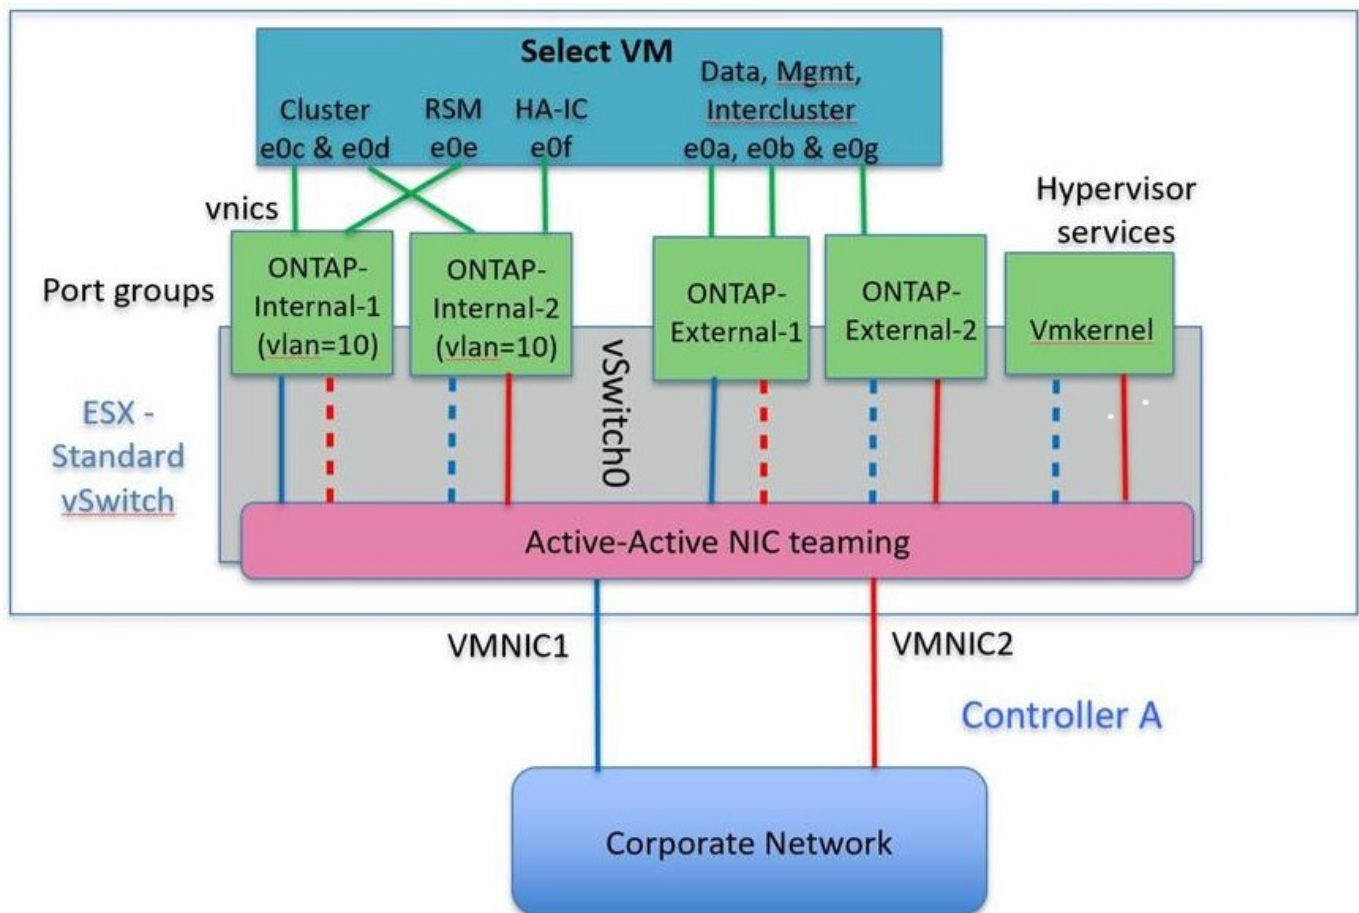 Select VM
Cluster
e0c & e0d
RSM
e0e
HA-IC
e0f
Data, Mgmt,
Intercluster
e0a, e0b & e0g
vnics
Hypervisor
services
Port groups
ONTAP-
Internal-1
(vlan=10)
ONTAP-
Internal-2
(vlan=10)
ONTAP-
External-1
ONTAP-
External-2
Vmkernel
vSwitch0
ESX -
Standard
vSwitch
Active-Active NIC teaming
VMNIC1
VMNIC2
Controller A
Corporate Network